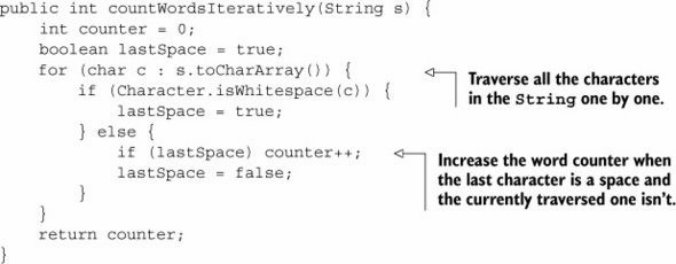 public int countWordsIteratively(String s) {
    int counter = 0;
    boolean lastSpace = true;
    for (char c : s.toCharArray()) {
        if (Character.isWhitespace(c)) {
            lastSpace = true;
        } else {
            if (lastSpace) counter++;
            lastSpace = false;
        }
    }
    return counter;
}
Traverse all the characters
in the String one by one.
Increase the word counter when
the last character is a space and
the currently traversed one isn't.